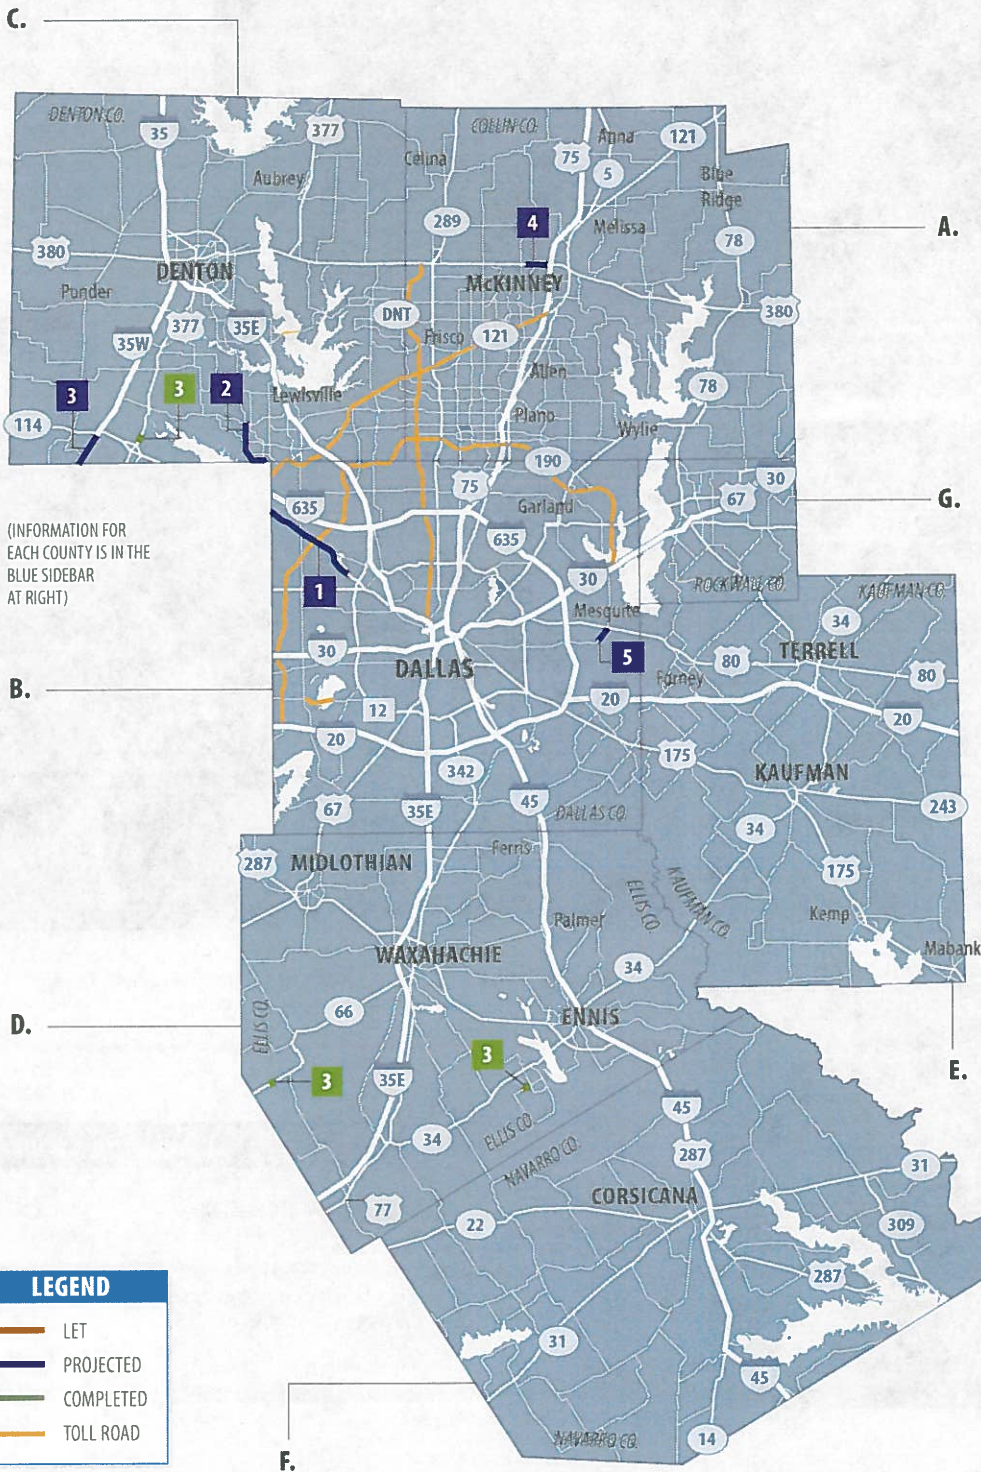 C.
DENTON CO.
35
377
COLLIN CO.
Anna
121
75
5
Celina
Aubrey
Blue
Ridge
289
4
Melissa
78
A.
380
DENTON
McKINNEY
Ponder
377
35E
DNT
380
35W
Frisco
121
Allen
3
3
2
Lewisville
78
114
Plano
Wylie
190
75
30
67
G.
635
Garland
(INFORMATION FOR
EACH COUNTY IS IN THE
BLUE SIDEBAR
AT RIGHT)
635
30
ROCKWALL CO.
KAUFMAN CO.
1
Mesquite
34
30
5
TERRELL
80
DALLAS
80
Forney
B.
20
12
20
20
175
342
KAUFMAN
67
35E
45
DALLAS CO.
243
34
287
MIDLOTHIAN
Ferris
175
ELLIS CO.
KAUFMAN CO.
Palmer
Kemp
WAXAHACHIE
34
Mabank
66
ENNIS
D.
ELLIS CO.
3
3
35E
E.
45
34
ELLIS CO.
NAVARRO CO.
287
31
CORSICANA
77
22
309
287
LEGEND
LET
PROJECTED
COMPLETED
TOLL ROAD
31
45
14
NAVARRO CO.
F.